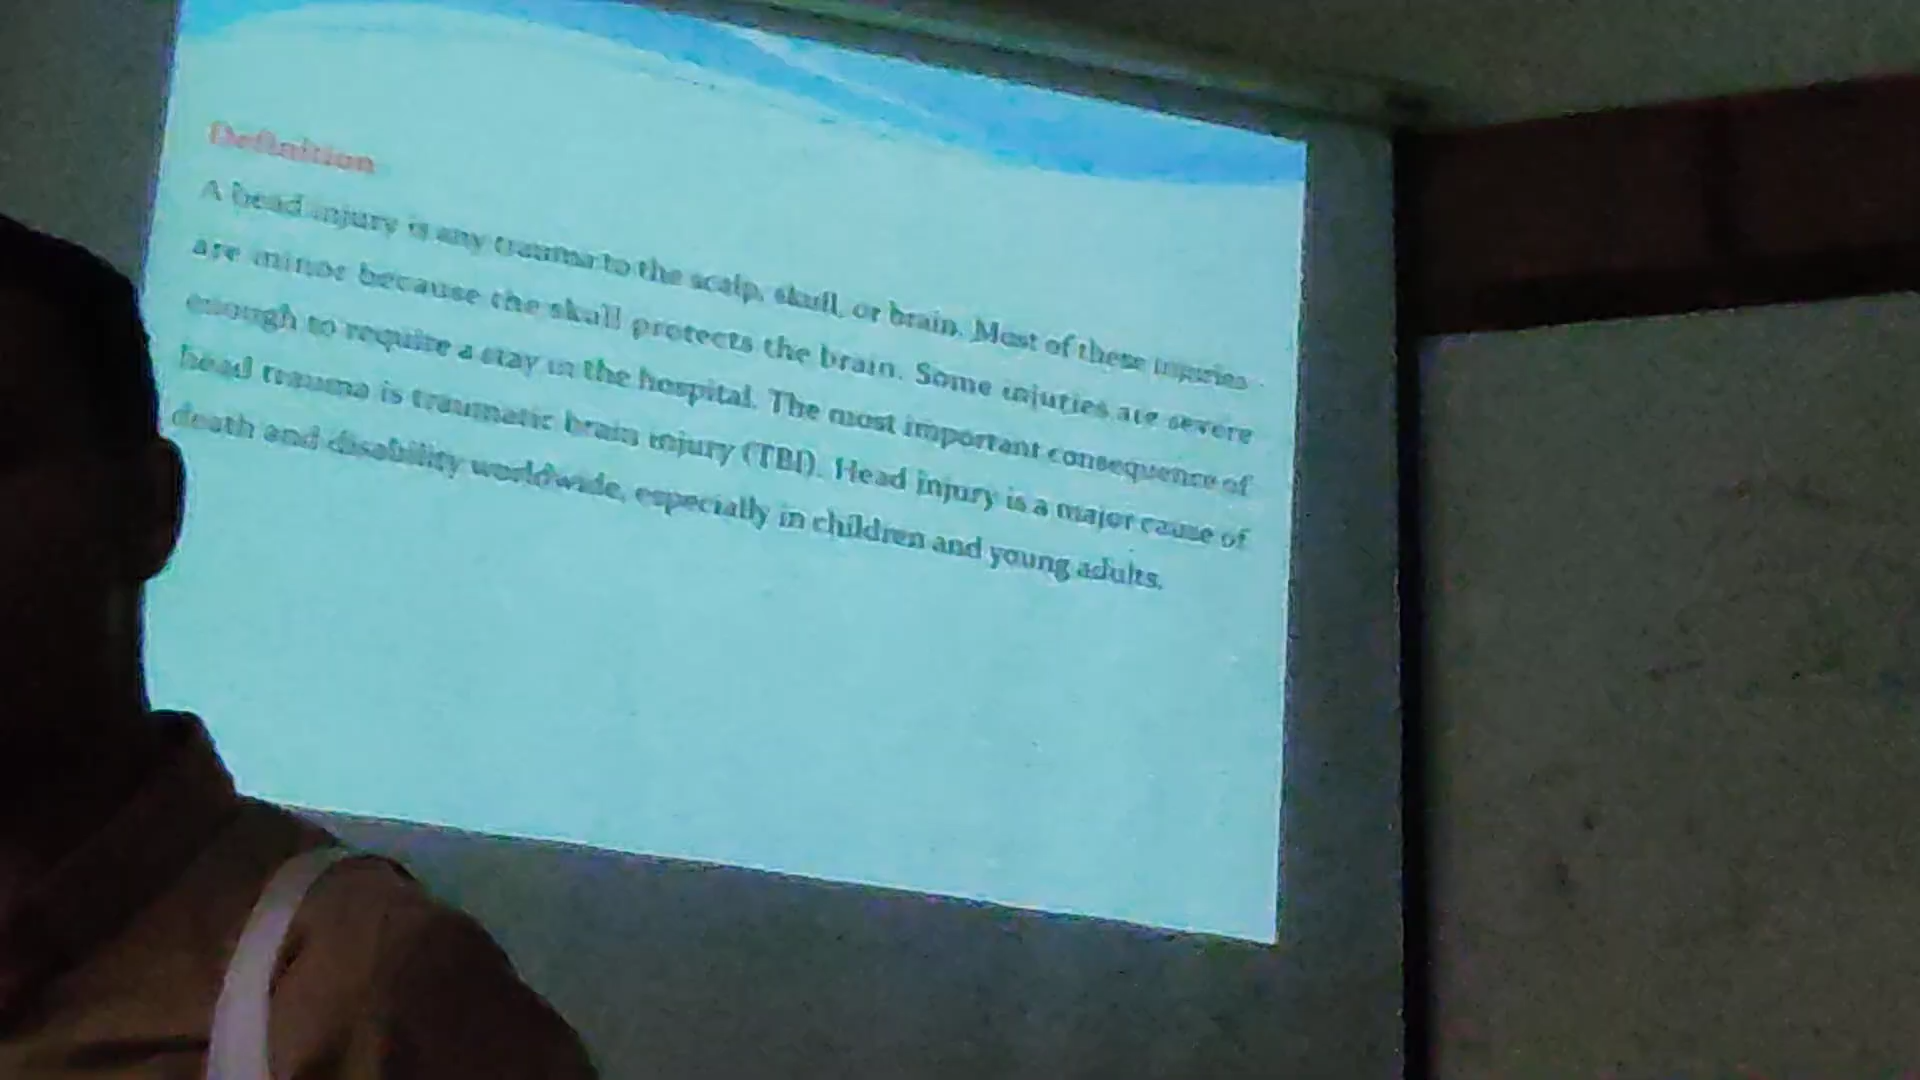 Definition
A head injury is any trauma to the scalp, skull, or brain. Most of these injuries
are minor because the skull protects the brain. Some injuries are severe
enough to require a stay in the hospital. The most important consequence of
head trauma is traumatic brain injury (TBI). Head injury is a major cause of
death and disability worldwide, especially in children and young adults.